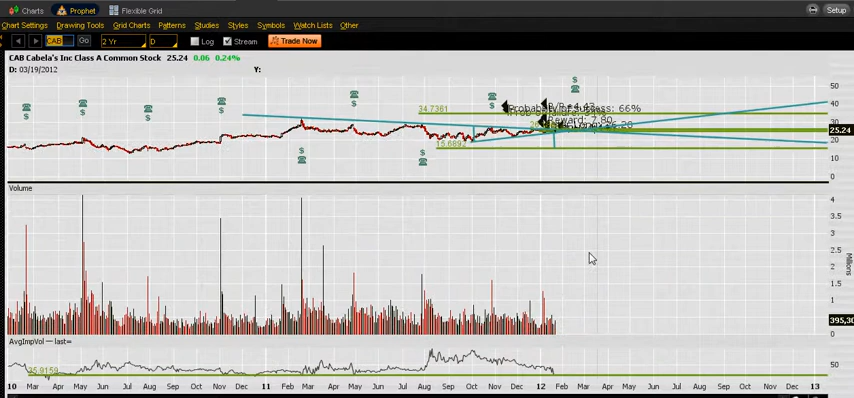 Charts Prophet Flexible Grid Setup
Chart Settings Drawing Tools Grid Charts Patterns Studies Styles Symbols Watch Lists Other
CAB Go 2 Yr D Log Stream Trade Now
CAB Cabela's Inc Class A Common Stock 25.24 0.06 0.24%
D: 03/19/2012 Y:
50
40
34.7361
Probability of Success: 66%
Reward: 7.80
30
25.24
20
15.6892
10
0
Volume
4
3.5
3
2.5
2
1.5
1
Millions
395,30
0
AvgImpVol — last=
35.9159
50
10 Mar Apr May Jun Jul Aug Sep Oct Nov Dec 11 Feb Mar Apr May Jun Jul Aug Sep Oct Nov Dec 12 Feb Mar Apr May Jun Jul Aug Sep Oct Nov Dec 13